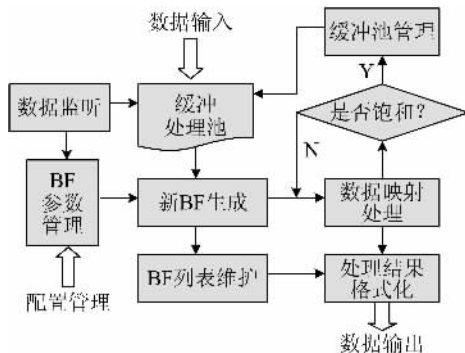 数据输入
缓冲池管理
数据监听
缓冲
处理池
Y
是否饱和?
N
BF
参数
管理
新BF生成
数据映射
处理
配置管理
BF列表维护
处理结果
格式化
数据输出